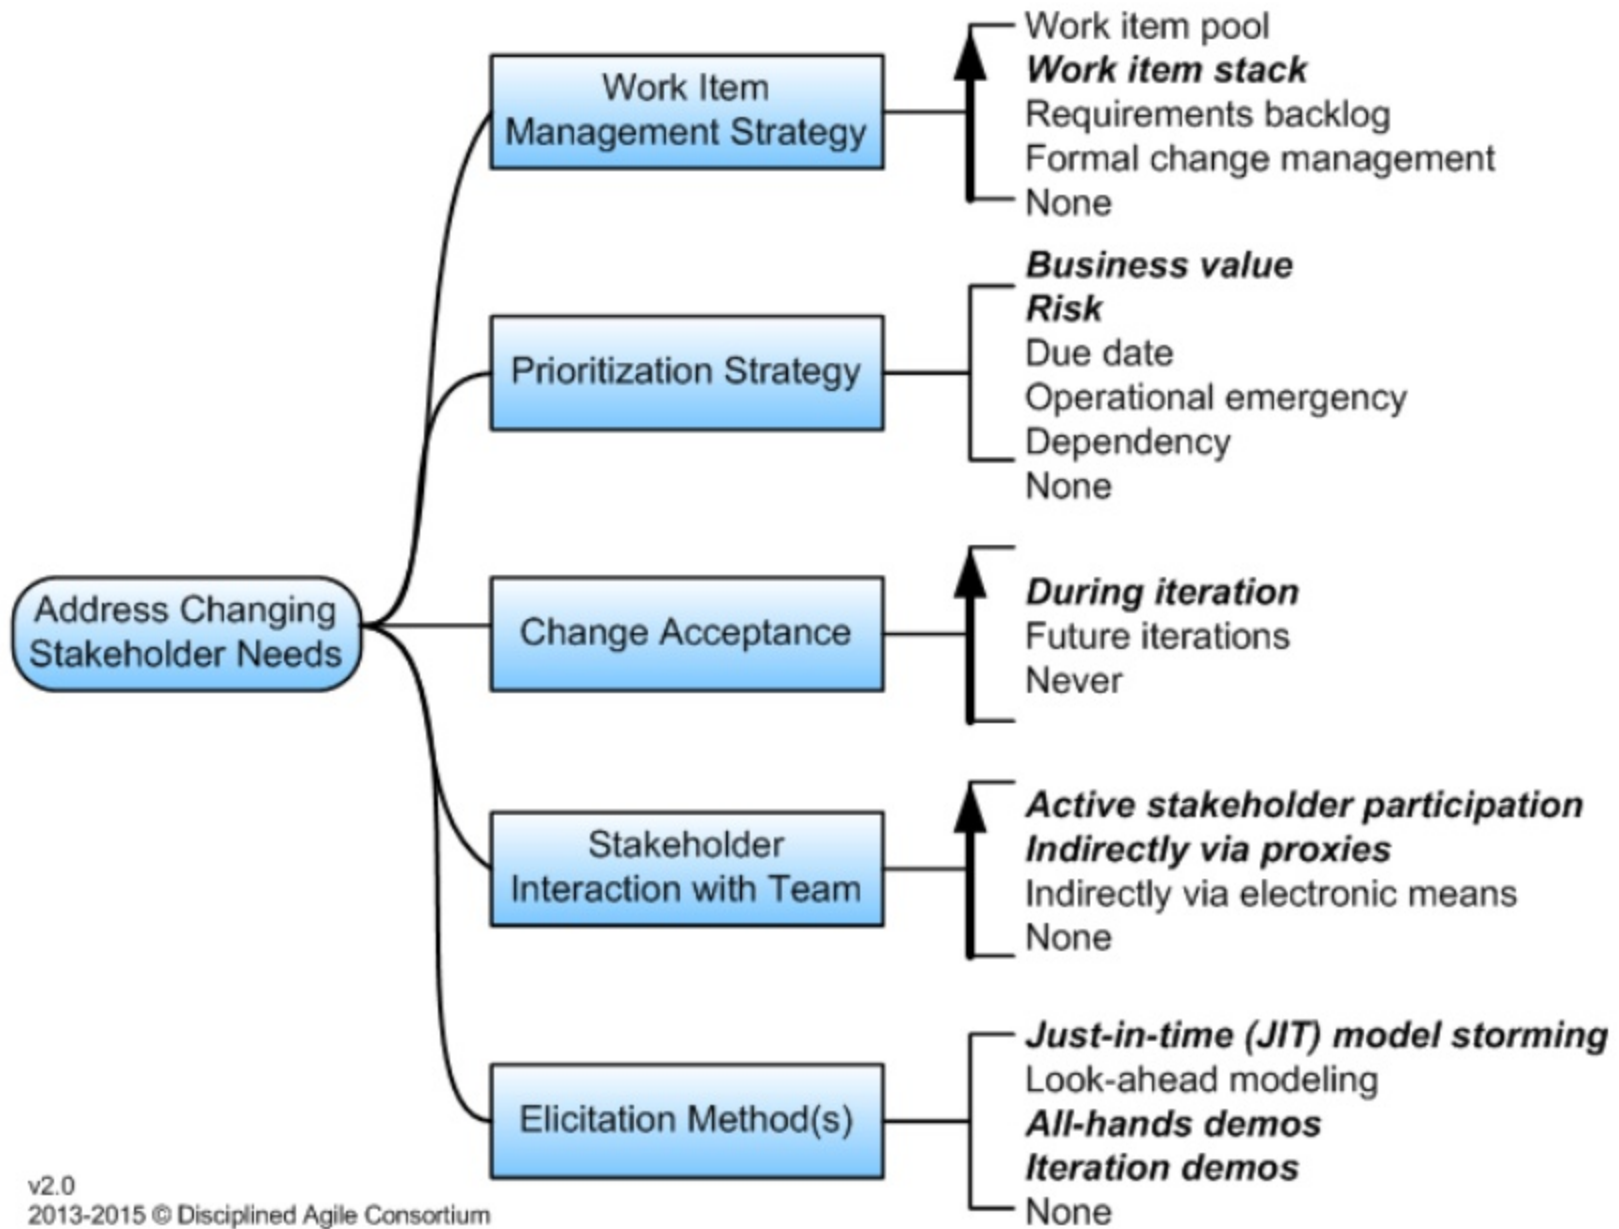 Address Changing
Stakeholder Needs
Work Item
Management Strategy
Work item pool
Work item stack
Requirements backlog
Formal change management
None
Prioritization Strategy
Business value
Risk
Due date
Operational emergency
Dependency
None
Change Acceptance
During iteration
Future iterations
Never
Stakeholder
Interaction with Team
Active stakeholder participation
Indirectly via proxies
Indirectly via electronic means
None
Elicitation Method(s)
Just-in-time (JIT) model storming
Look-ahead modeling
All-hands demos
Iteration demos
None
v2.0
2013-2015 © Disciplined Agile Consortium